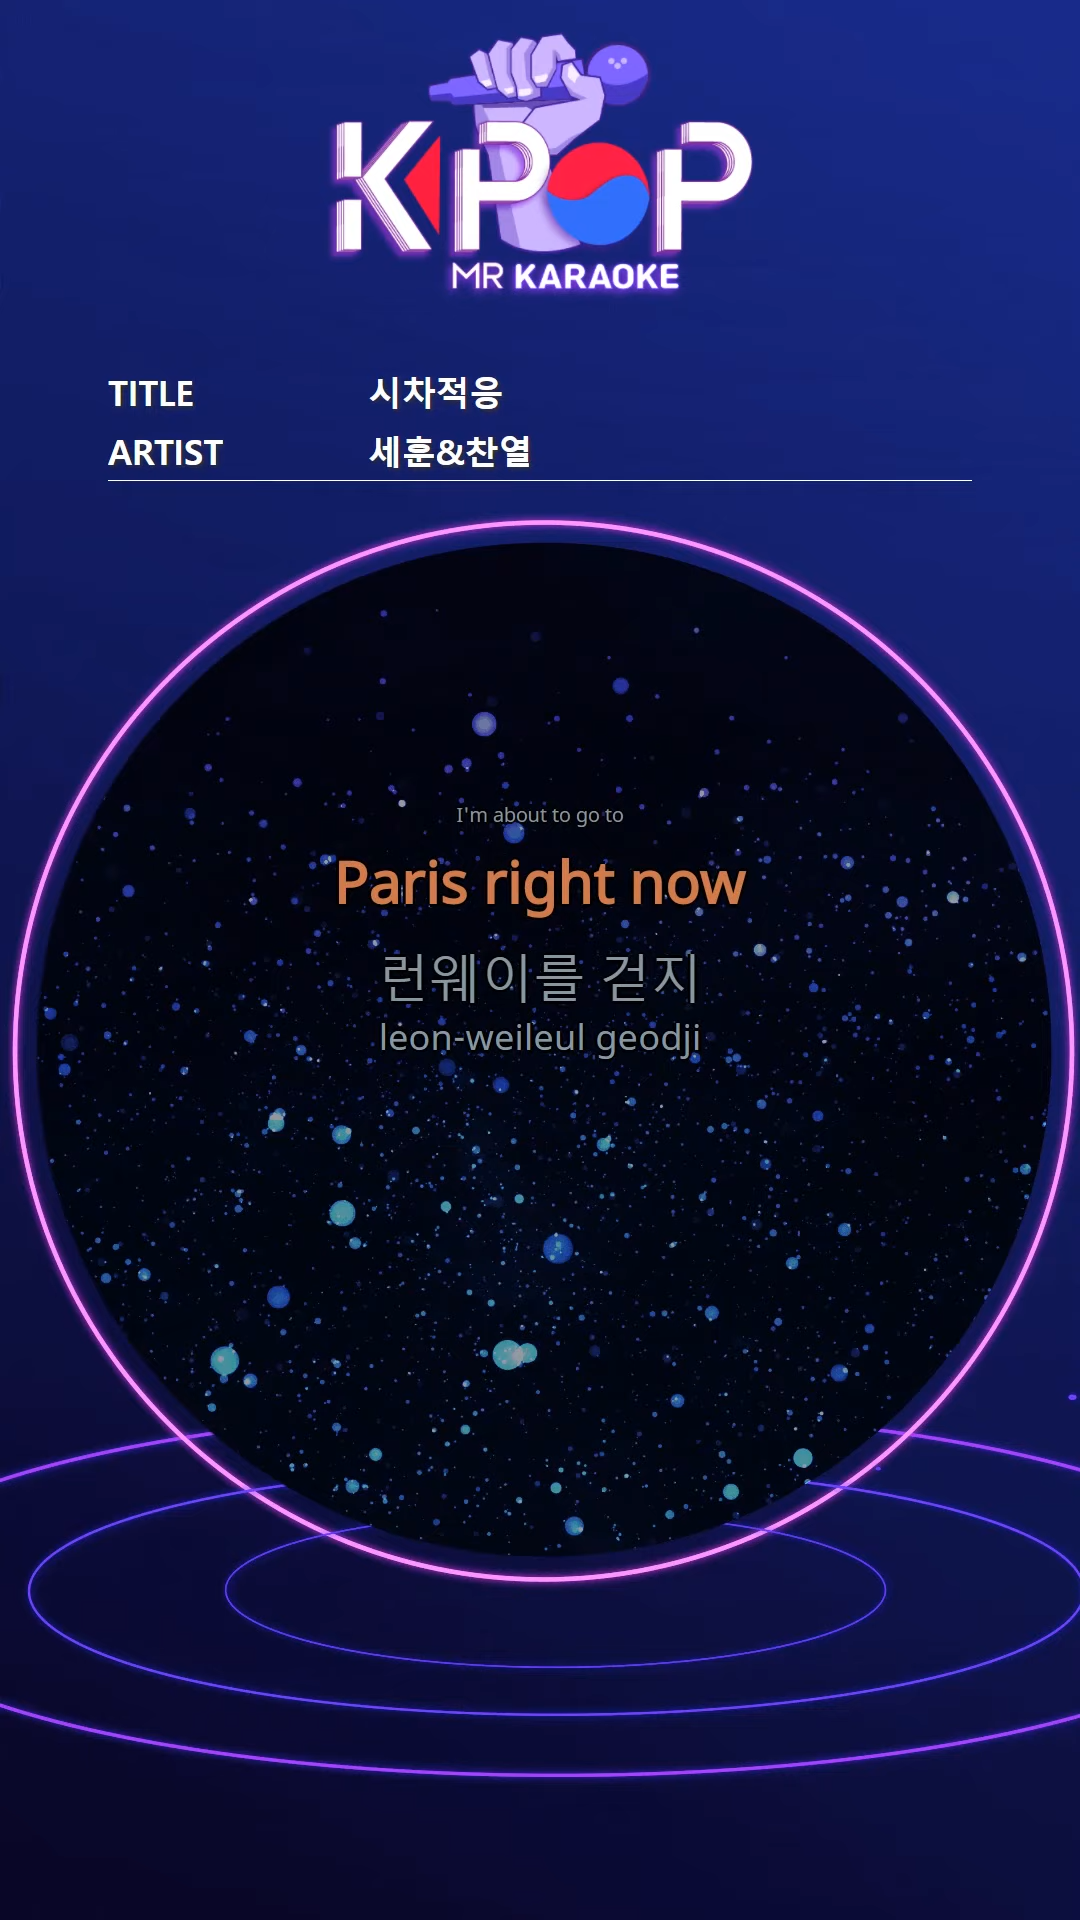 KPOP
MR KARAOKE
TITLE 시차적응
ARTIST 세훈&찬열
I'm about to go to
Paris right now
런웨이를 걷지
leon-weileul geodji